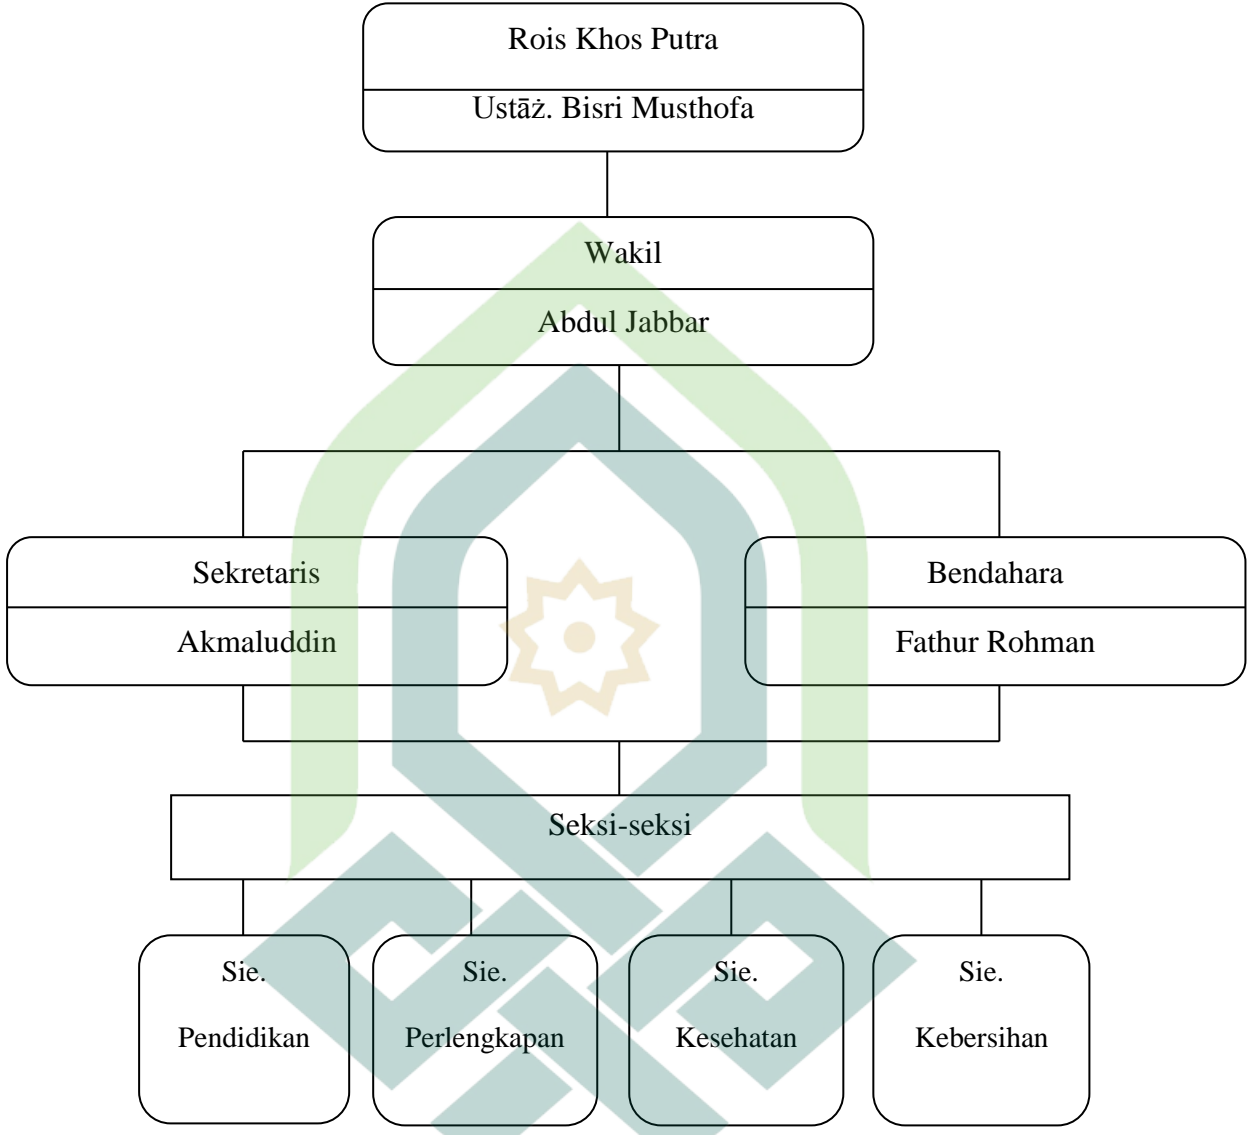 Rois Khos Putra
Ustāż. Bisri Musthofa
Wakil
Abdul Jabbar
Sekretaris
Akmaluddin
Bendahara
Fathur Rohman
Seksi-seksi
Sie.
Pendidikan
Sie.
Perlengkapan
Sie.
Kesehatan
Sie.
Kebersihan